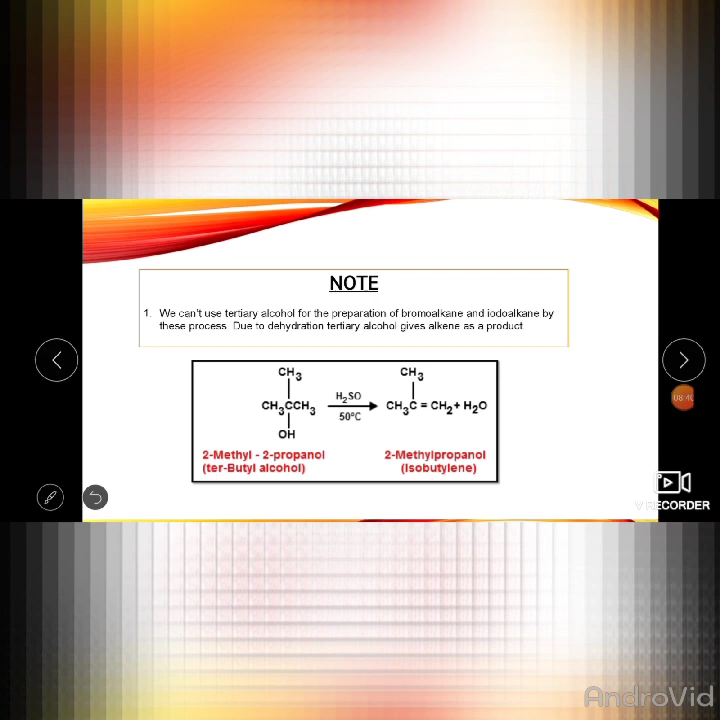 NOTE
1. We can't use tertiary alcohol for the preparation of bromoalkane and iodoalkane by
these process. Due to dehydration tertiary alcohol gives alkene as a product
CH₃ CH₃
CH₃CCH₃ H₂SO CH₃C = CH₂ + H₂O
50°C
OH
2-Methyl - 2-propanol 2-Methylpropanol
(ter-Butyl alcohol) (Isobutylene)
08:40
V RECORDER
AndroVid